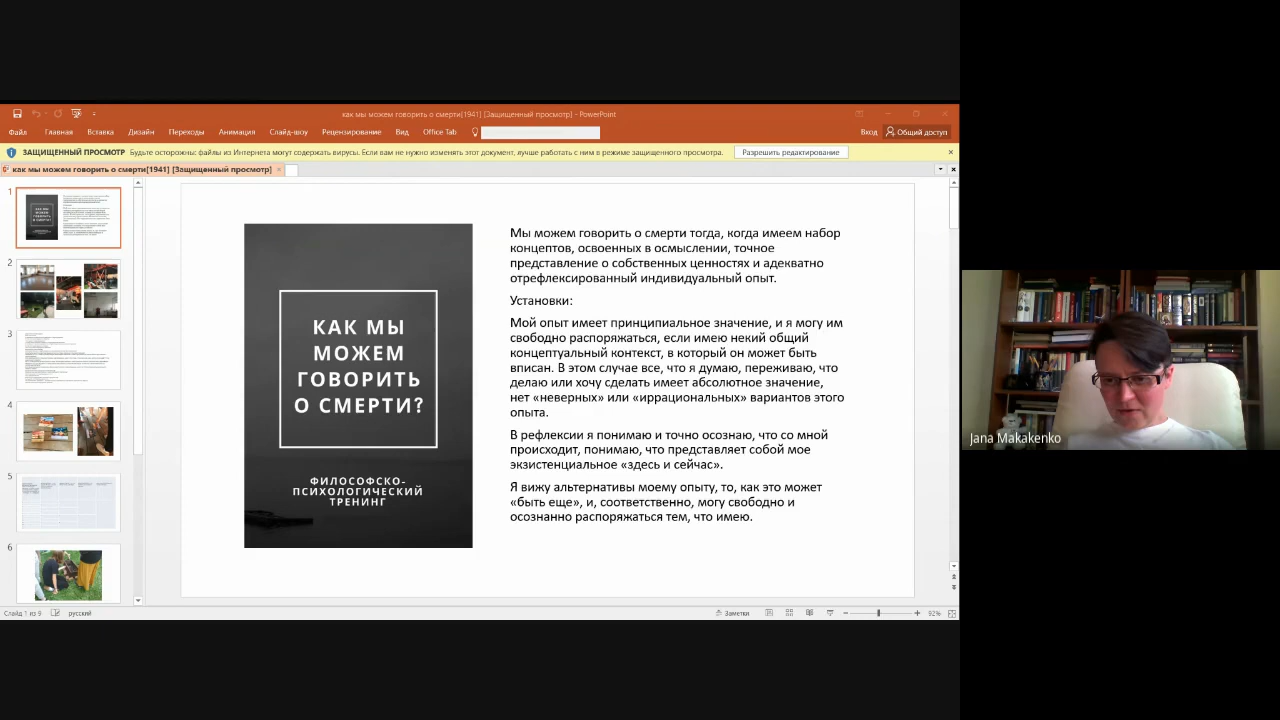 как мы можем говорить о смерти[1941] [Защищенный просмотр] - PowerPoint
Файл Главная Вставка Дизайн Переходы Анимация Слайд-шоу Рецензирование Вид Office Tab Вход Общий доступ
ЗАЩИЩЕННЫЙ ПРОСМОТР Будьте осторожны: файлы из Интернета могут содержать вирусы. Если вам не нужно изменять этот документ, лучше работать с ним в режиме защищенного просмотра. Разрешить редактирование
как мы можем говорить о смерти[1941] [Защищенный просмотр]
1
2
3
4
5
6
КАК МЫ
МОЖЕМ
ГОВОРИТЬ
О СМЕРТИ?
ФИЛОСОФСКО-
ПСИХОЛОГИЧЕСКИЙ
ТРЕНИНГ
Мы можем говорить о смерти тогда, когда имеем набор
концептов, освоенных в осмыслении, точное
представление о собственных ценностях и адекватно
отрефлексированный индивидуальный опыт.
Установки:
Мой опыт имеет принципиальное значение, и я могу им
свободно распоряжаться, если имею некий общий
концептуальный контекст, в который он может быть
вписан. В этом случае все, что я думаю, переживаю, что
делаю или хочу сделать имеет абсолютное значение,
нет «неверных» или «иррациональных» вариантов этого
опыта.
В рефлексии я понимаю и точно осознаю, что со мной
происходит, понимаю, что представляет собой мое
экзистенциальное «здесь и сейчас».
Я вижу альтернативы моему опыту, то, как это может
«быть еще», и, соответственно, могу свободно и
осознанно распоряжаться тем, что имею.
Jana Makakenko
Слайд 1 из 9 русский Заметки 92%